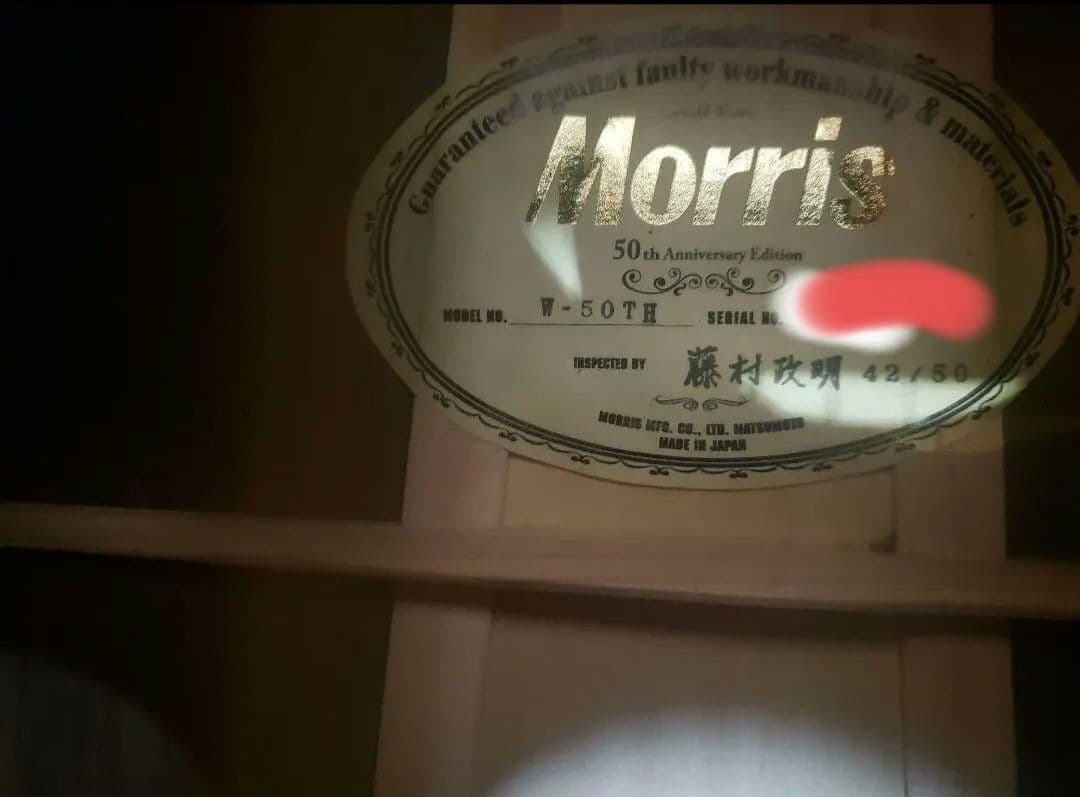 Guaranteed against faulty workmanship & materials
Morris
50th Anniversary Edition
MODEL NO. W-50TH SERIAL NO.
INSPECTED BY 藤村政明 42/50
MORRIS MFG. CO., LTD. MATSUMOTO
MADE IN JAPAN